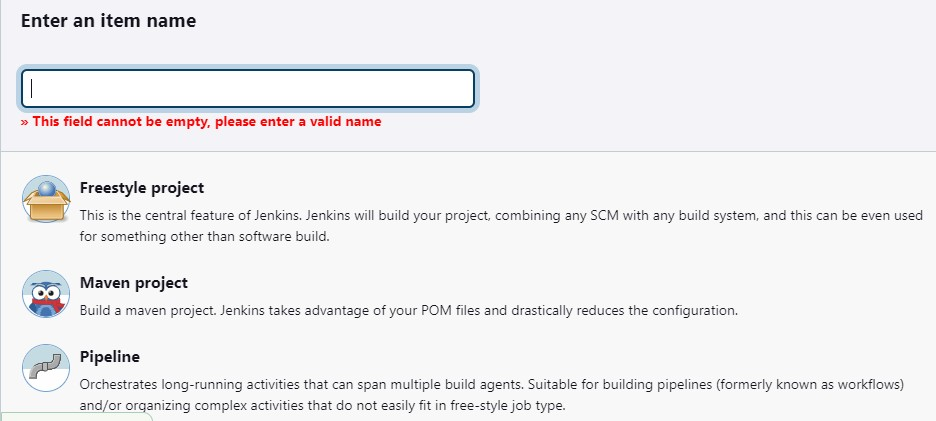 Enter an item name
» This field cannot be empty, please enter a valid name
Freestyle project
This is the central feature of Jenkins. Jenkins will build your project, combining any SCM with any build system, and this can be even used
for something other than software build.
Maven project
Build a maven project. Jenkins takes advantage of your POM files and drastically reduces the configuration.
Pipeline
Orchestrates long-running activities that can span multiple build agents. Suitable for building pipelines (formerly known as workflows)
and/or organizing complex activities that do not easily fit in free-style job type.